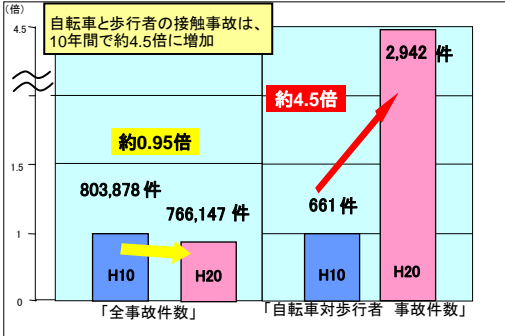 (倍)
4.5
自転車と歩行者の接触事故は、
10年間で約4.5倍に増加
2,942 件
約4.5倍
約0.95倍
1.5
803,878 件
766,147 件
661 件
1
H10
H20
H10
H20
0
「全事故件数」
「自転車対歩行者 事故件数」